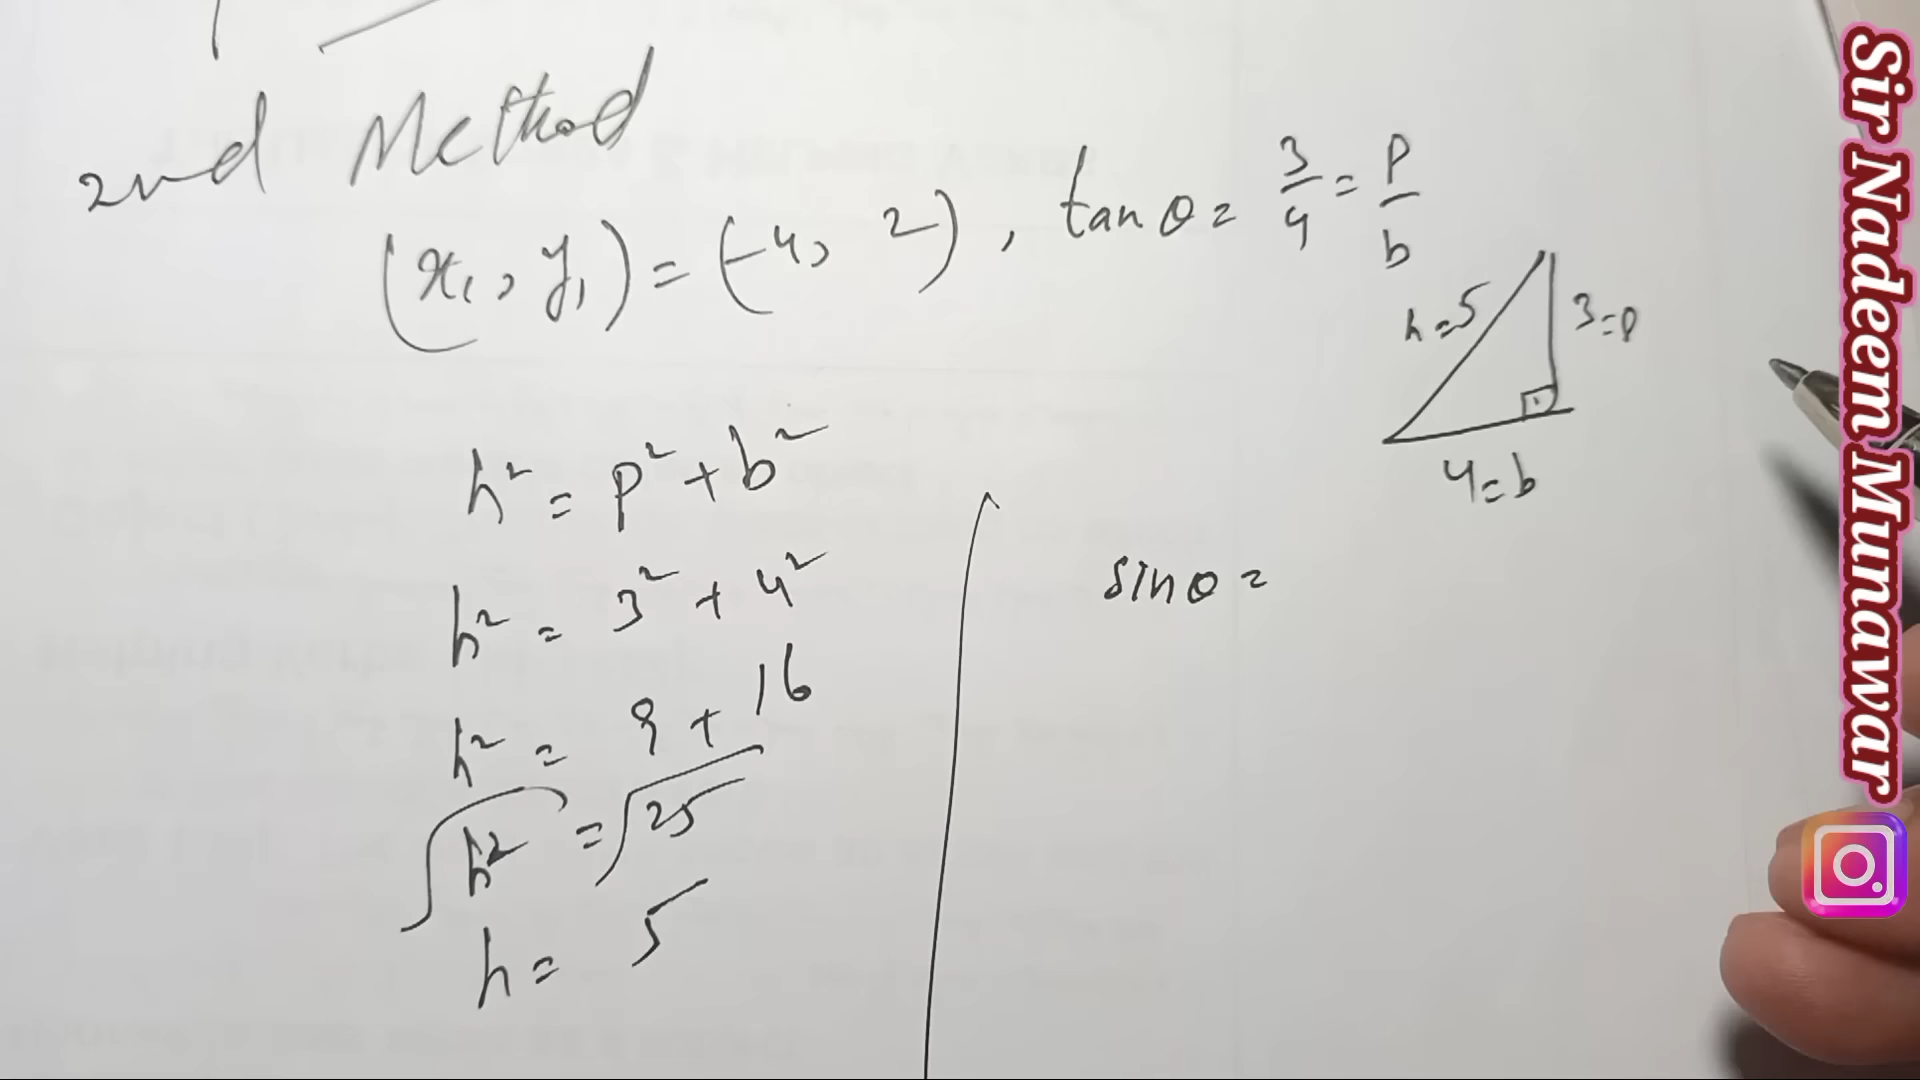 2nd Method
(x₁, y₁) = (-4, 2), tan θ = 3/4 = P/b
h = 5
3 = p
4 = b
h² = p² + b²
h² = 3² + 4²
h² = 9 + 16
√h² = √25
h = 5
sin θ =
Sir Nadeem Munawar